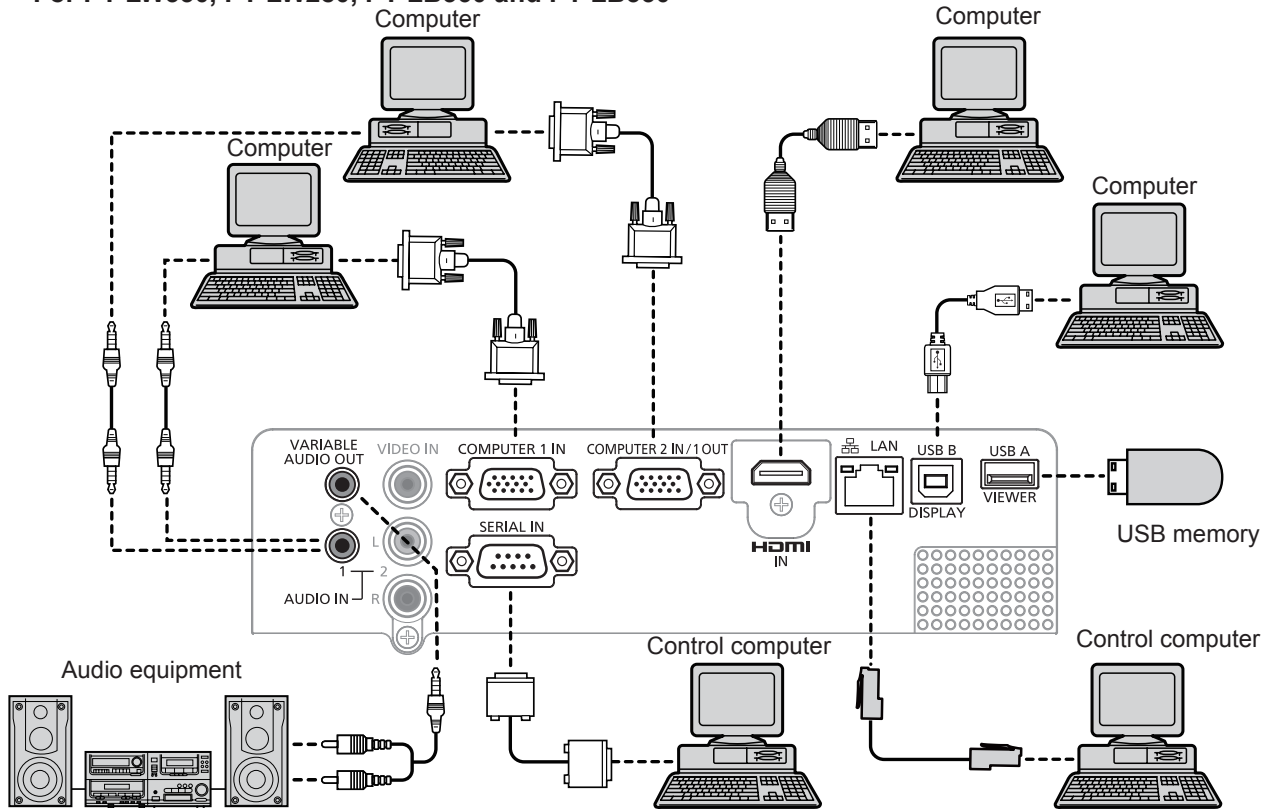 Computer
Computer
Computer
Computer
VARIABLE
AUDIO OUT
VIDEO IN
COMPUTER 1 IN
COMPUTER 2 IN / 1 OUT
LAN
USB B
DISPLAY
USB A
VIEWER
USB memory
SERIAL IN
HDMI
IN
L
1
2
AUDIO IN
R
Control computer
Control computer
Audio equipment